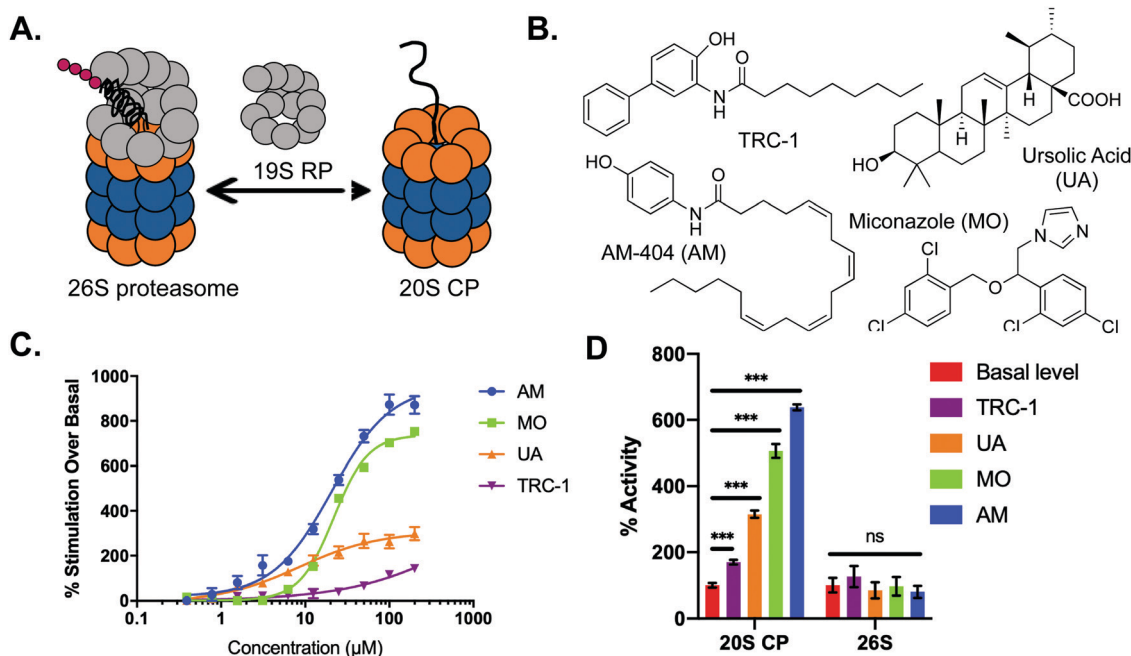 A.
19S RP
26S proteasome
20S CP
B.
OH
O
N
H
TRC-1
COOH
H
H
HO
Ursolic Acid
(UA)
HO
O
N
H
AM-404 (AM)
Miconazole (MO)
N
N
Cl
O
Cl
Cl
Cl
C.
% Stimulation Over Basal
1000
800
600
400
200
0
0.1
1
10
100
1000
Concentration (µM)
AM
MO
UA
TRC-1
D
% Activity
800
600
400
200
0
***
***
***
***
ns
20S CP
26S
Basal level
TRC-1
UA
MO
AM